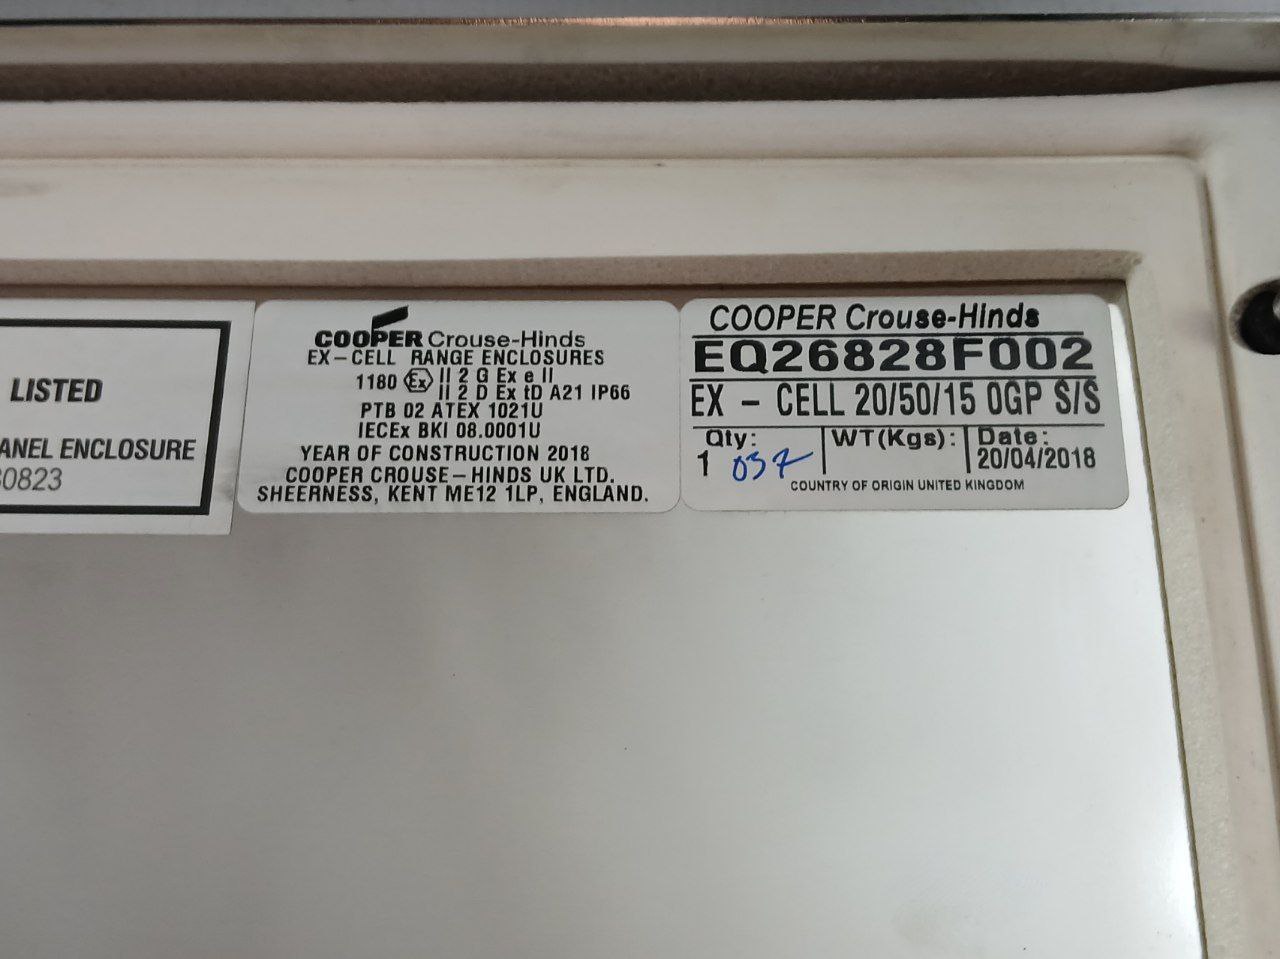 LISTED
ANEL ENCLOSURE
0823
COOPER Crouse-Hinds
EX-CELL RANGE ENCLOSURES
1180 Ex II 2 G Ex e II
II 2 D Ex tD A21 IP66
PTB 02 ATEX 1021U
IECEx BKI 08.0001U
YEAR OF CONSTRUCTION 2018
COOPER CROUSE-HINDS UK LTD.
SHEERNESS, KENT ME12 1LP, ENGLAND.
COOPER Crouse-Hinds
EQ26828F002
EX - CELL 20/50/15 0GP S/S
Qty: WT(Kgs): Date:
1 037 20/04/2018
COUNTRY OF ORIGIN UNITED KINGDOM